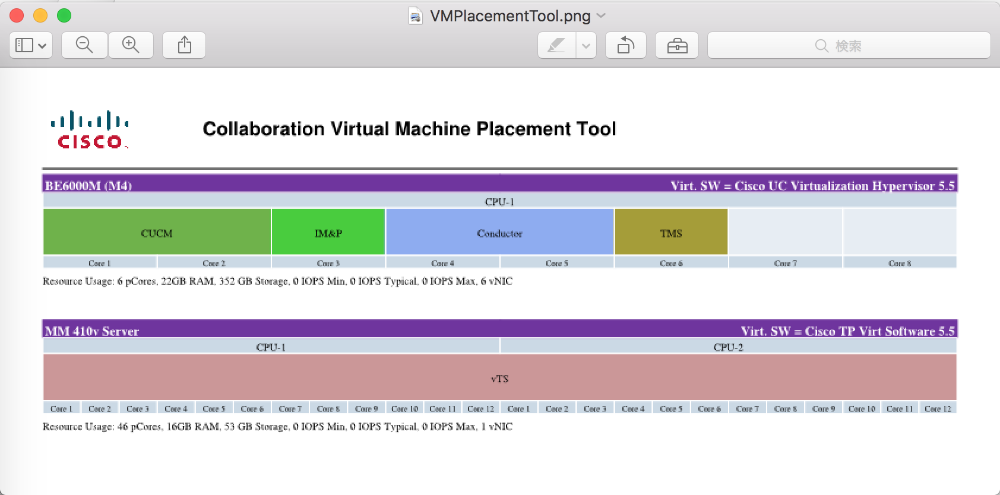 VMPlacementTool.png
検索
CISCO
Collaboration Virtual Machine Placement Tool
BE6000M (M4) Virt. SW = Cisco UC Virtualization Hypervisor 5.5
CPU-1
CUCM IM&P Conductor TMS
Core 1 Core 2 Core 3 Core 4 Core 5 Core 6 Core 7 Core 8
Resource Usage: 6 pCores, 22GB RAM, 352 GB Storage, 0 IOPS Min, 0 IOPS Typical, 0 IOPS Max, 6 vNIC
MM 410v Server Virt. SW = Cisco TP Virt Software 5.5
CPU-1 CPU-2
vTS
Core 1 Core 2 Core 3 Core 4 Core 5 Core 6 Core 7 Core 8 Core 9 Core 10 Core 11 Core 12 Core 1 Core 2 Core 3 Core 4 Core 5 Core 6 Core 7 Core 8 Core 9 Core 10 Core 11 Core 12
Resource Usage: 46 pCores, 16GB RAM, 53 GB Storage, 0 IOPS Min, 0 IOPS Typical, 0 IOPS Max, 1 vNIC